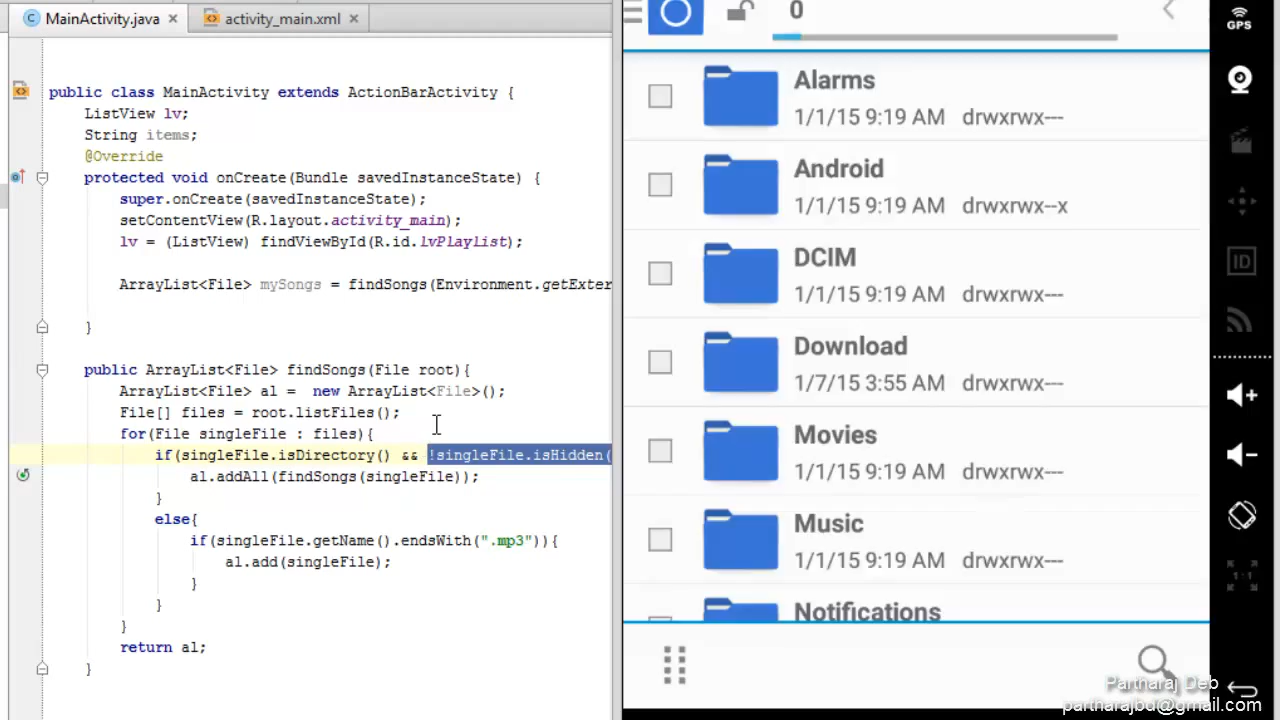 MainActivity.java
activity_main.xml
public class MainActivity extends ActionBarActivity {
ListView lv;
String items;
@Override
protected void onCreate(Bundle savedInstanceState) {
super.onCreate(savedInstanceState);
setContentView(R.layout.activity_main);
lv = (ListView) findViewById(R.id.lvPlaylist);
ArrayList<File> mySongs = findSongs(Environment.getExter
}
public ArrayList<File> findSongs(File root){
ArrayList<File> al = new ArrayList<File>();
File[] files = root.listFiles();
for(File singleFile : files){
if(singleFile.isDirectory() && !singleFile.isHidden(
al.addAll(findSongs(singleFile));
}
else{
if(singleFile.getName().endsWith(".mp3")){
al.add(singleFile);
}
}
}
return al;
}
0
Alarms
1/1/15 9:19 AM drwxrwx---
Android
1/1/15 9:19 AM drwxrwx--x
DCIM
1/1/15 9:19 AM drwxrwx---
Download
1/7/15 3:55 AM drwxrwx---
Movies
1/1/15 9:19 AM drwxrwx---
Music
1/1/15 9:19 AM drwxrwx---
Notifications
GPS
ID
1:1
Partharaj Deb
partharajbd@gmail.com